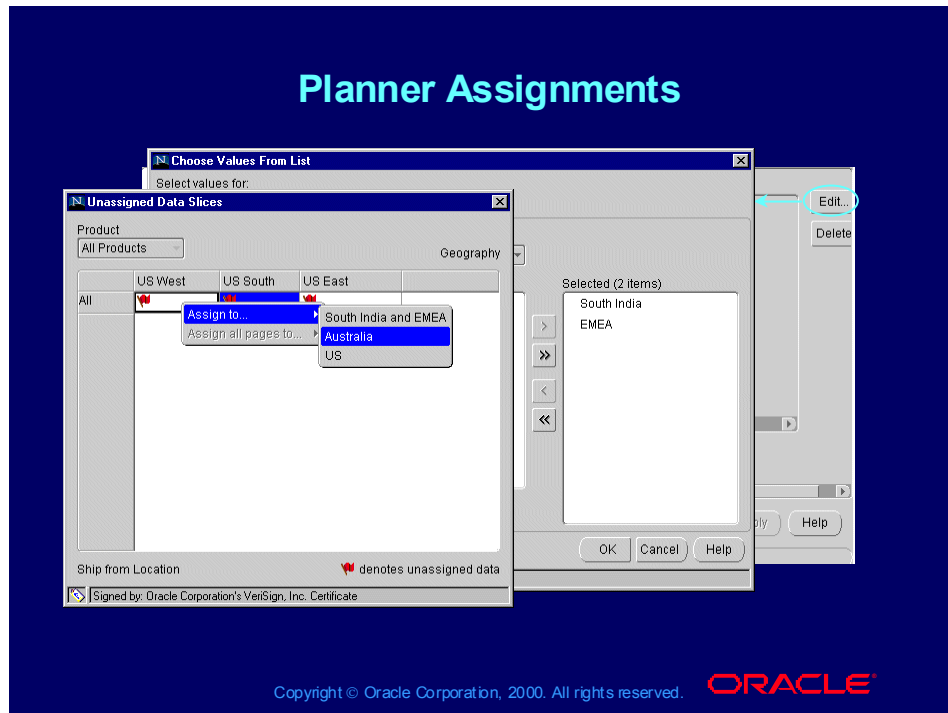 Planner Assignments
Choose Values From List
Select values for:
Unassigned Data Slices
Edit...
Delete
Product
All Products
Geography
US West US South US East
Selected (2 items)
All
South India
EMEA
Assign to...
Assign all pages to...
South India and EMEA
Australia
US
Help
OK Cancel Help
Ship from Location
denotes unassigned data
Signed by: Oracle Corporation's VeriSign, Inc. Certificate
Copyright © Oracle Corporation, 2000. All rights reserved.
ORACLE®